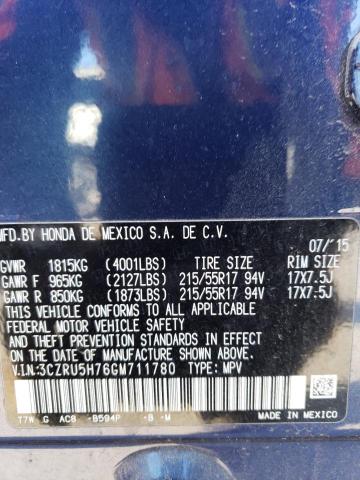 MFD.BY HONDA DE MEXICO S.A. DE C.V.
07/'15
GVWR 1815KG (4001LBS) TIRE SIZE RIM SIZE
GAWR F 965KG (2127LBS) 215/55R17 94V 17X7.5J
GAWR R 850KG (1873LBS) 215/55R17 94V 17X7.5J
THIS VEHICLE CONFORMS TO ALL APPLICABLE
FEDERAL MOTOR VEHICLE SAFETY, BUMPER,
AND THEFT PREVENTION STANDARDS IN EFFECT
ON THE DATE OF MANUFACTURE SHOWN ABOVE.
V.I.N:3CZRU5H76GM711780 TYPE: MPV
T7W G AC8 -B594P -B -M
MADE IN MEXICO